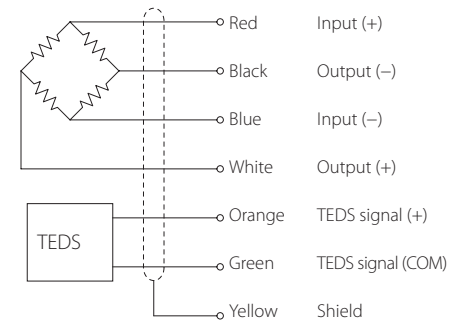 Red Input (+)
Black Output (−)
Blue Input (−)
White Output (+)
Orange TEDS signal (+)
TEDS
Green TEDS signal (COM)
Yellow Shield